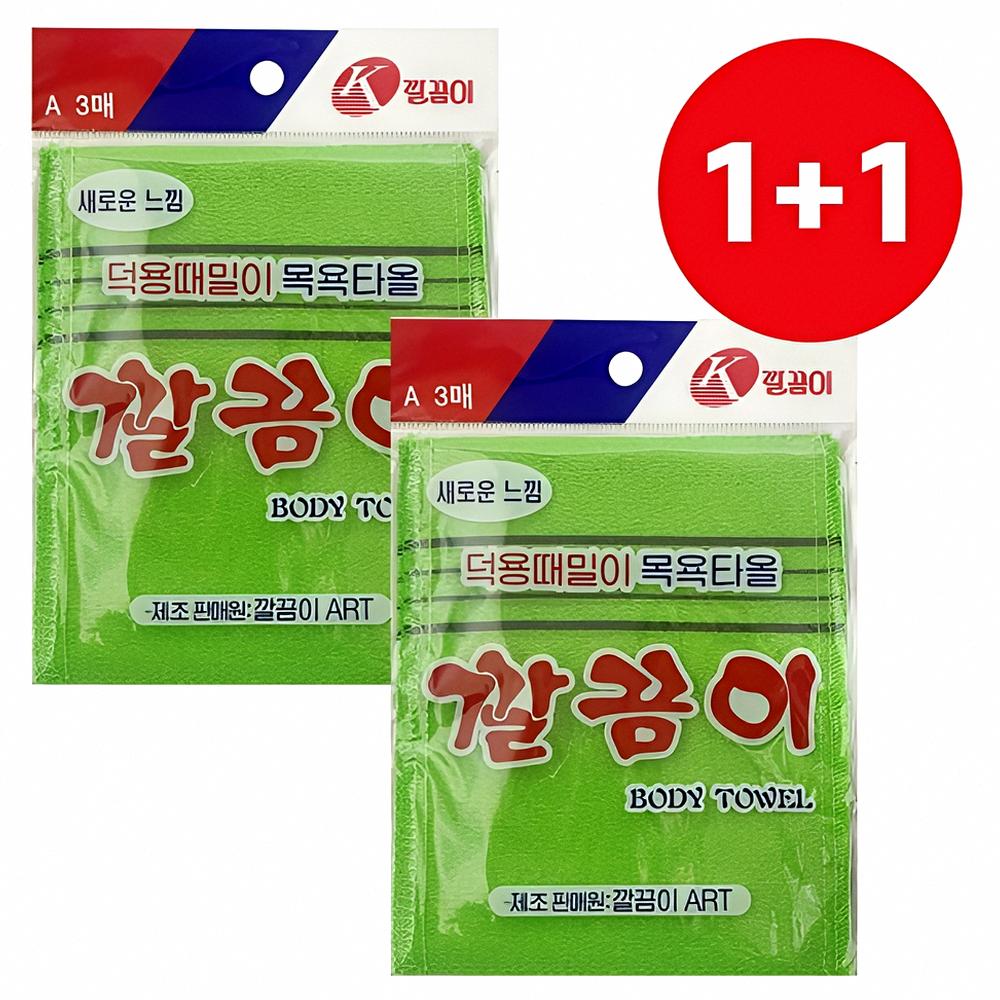 A 3매
K 깔끔이
새로운 느낌
덕용때밀이 목욕타올
깔끔이
BODY TO
-제조 판매원:깔끔이 ART
1+1
A 3매
K 깔끔이
새로운 느낌
덕용때밀이 목욕타올
깔끔이
BODY TOWEL
-제조 판매원:깔끔이 ART